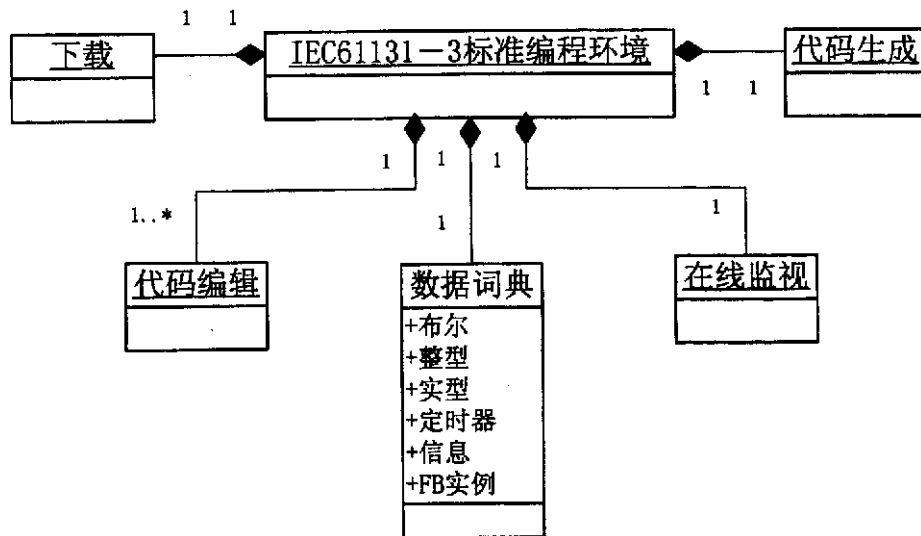 1 1
下载
IEC61131-3标准编程环境
代码生成
1 1
1 1 1
1..* 1 1
代码编辑
数据词典
在线监视
+布尔
+整型
+实型
+定时器
+信息
+FB实例